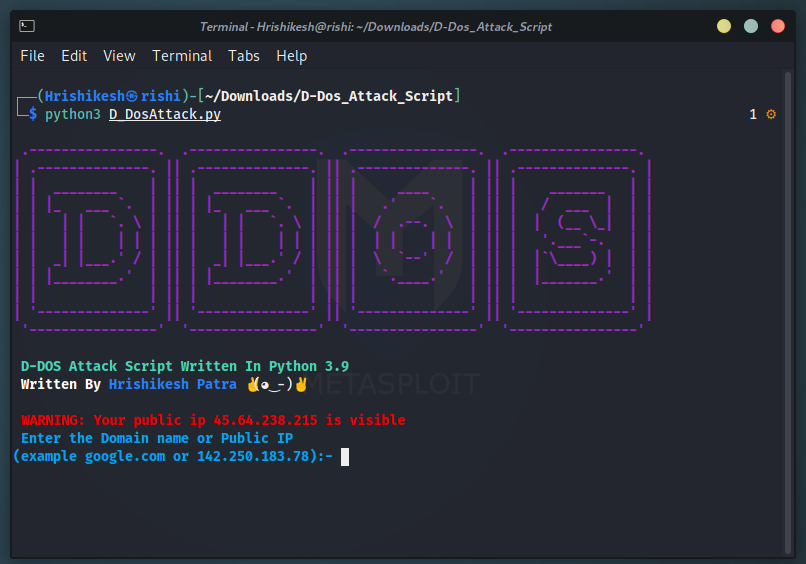 Terminal - Hrishikesh@rishi: ~/Downloads/D-Dos_Attack_Script
File Edit View Terminal Tabs Help
(Hrishikesh㉿rishi)-[~/Downloads/D-Dos_Attack_Script]
$ python3 D_DosAttack.py 1 ⚙
DDOS
D-DOS Attack Script Written In Python 3.9
Written By Hrishikesh Patra ✌(◕‿-)✌
METASPLOIT
WARNING: Your public ip 45.64.238.215 is visible
Enter the Domain name or Public IP
(example google.com or 142.250.183.78):-